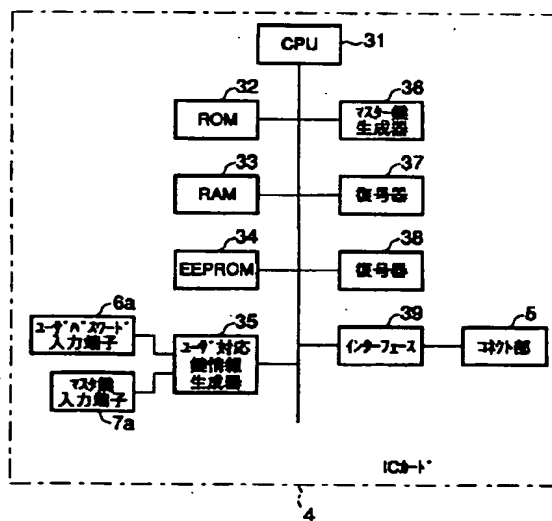 CPU
31
32
36
ROM
マスター鍵
生成器
33
37
RAM
復号器
34
38
EEPROM
復号器
6a
35
39
5
ユーザパスワード
入力端子
ユーザ対応
鍵情報
生成器
インターフェース
コネクト部
マスタ鍵
入力端子
7a
ICカード
4